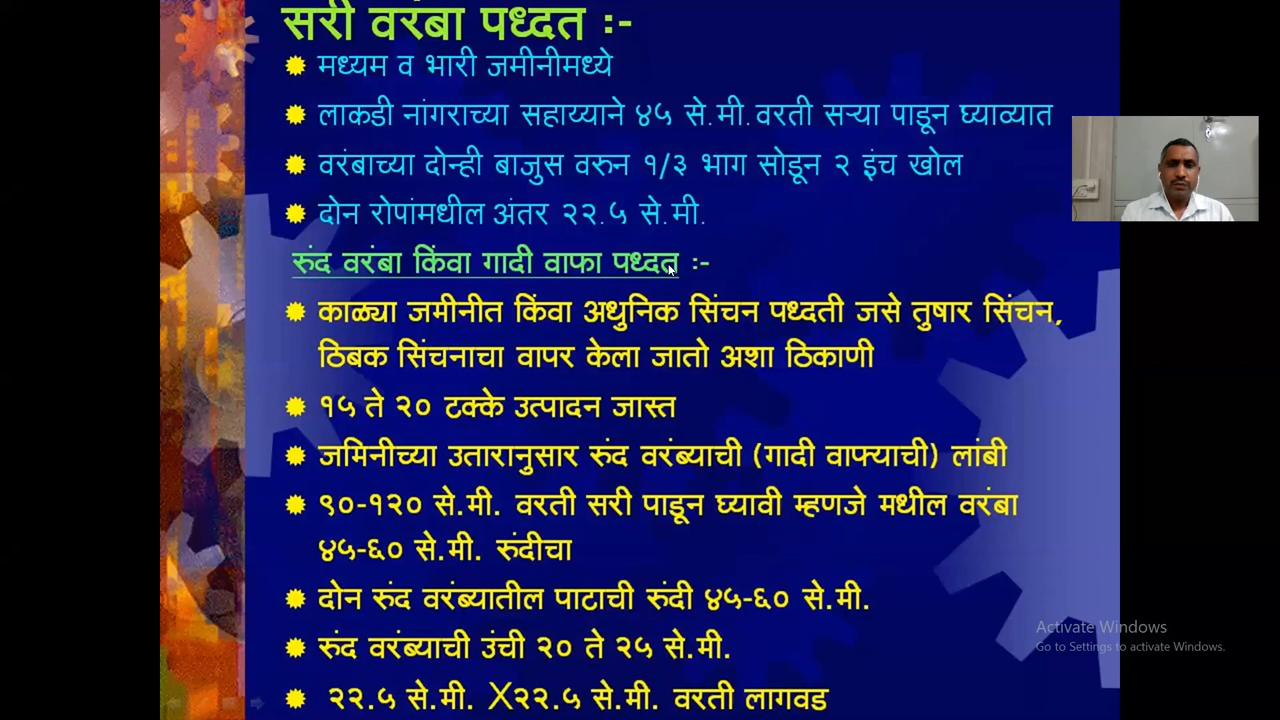 सरी वरंबा पध्दत :-
मध्यम व भारी जमीनीमध्ये
लाकडी नांगराच्या सहाय्याने ४५ से.मी.वरती सऱ्या पाडून घ्याव्यात
वरंबाच्या दोन्ही बाजुस वरुन १/३ भाग सोडून २ इंच खोल
दोन रोपांमधील अंतर २२.५ से.मी.
रुंद वरंबा किंवा गादी वाफा पध्दत :-
काळ्या जमीनीत किंवा अधुनिक सिंचन पध्दती जसे तुषार सिंचन,
ठिबक सिंचनाचा वापर केला जातो अशा ठिकाणी
१५ ते २० टक्के उत्पादन जास्त
जमिनीच्या उतारानुसार रुंद वरंब्याची (गादी वाफ्याची) लांबी
९०-१२० से.मी. वरती सरी पाडून घ्यावी म्हणजे मधील वरंबा
४५-६० से.मी. रुंदीचा
दोन रुंद वरंब्यातील पाटाची रुंदी ४५-६० से.मी.
रुंद वरंब्याची उंची २० ते २५ से.मी.
२२.५ से.मी. X२२.५ से.मी. वरती लागवड
Activate Windows
Go to Settings to activate Windows.